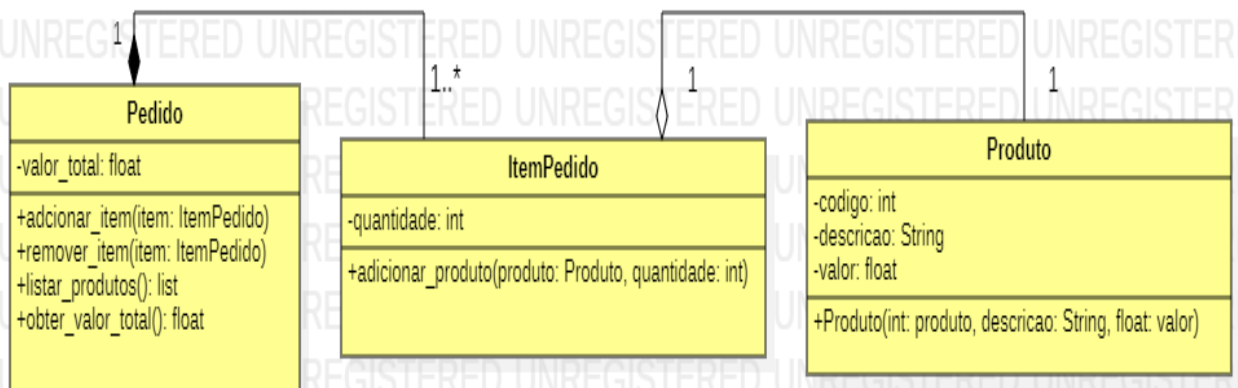 UNREGISTERED UNREGISTERED UNREGISTERED UNREGISTERED UNREGISTER
1
1..*
1
1
Pedido
-valor_total: float
+adcionar_item(item: ItemPedido)
+remover_item(item: ItemPedido)
+listar_produtos(): list
+obter_valor_total(): float
ItemPedido
-quantidade: int
+adicionar_produto(produto: Produto, quantidade: int)
Produto
-codigo: int
-descricao: String
-valor: float
+Produto(int: produto, descricao: String, float: valor)